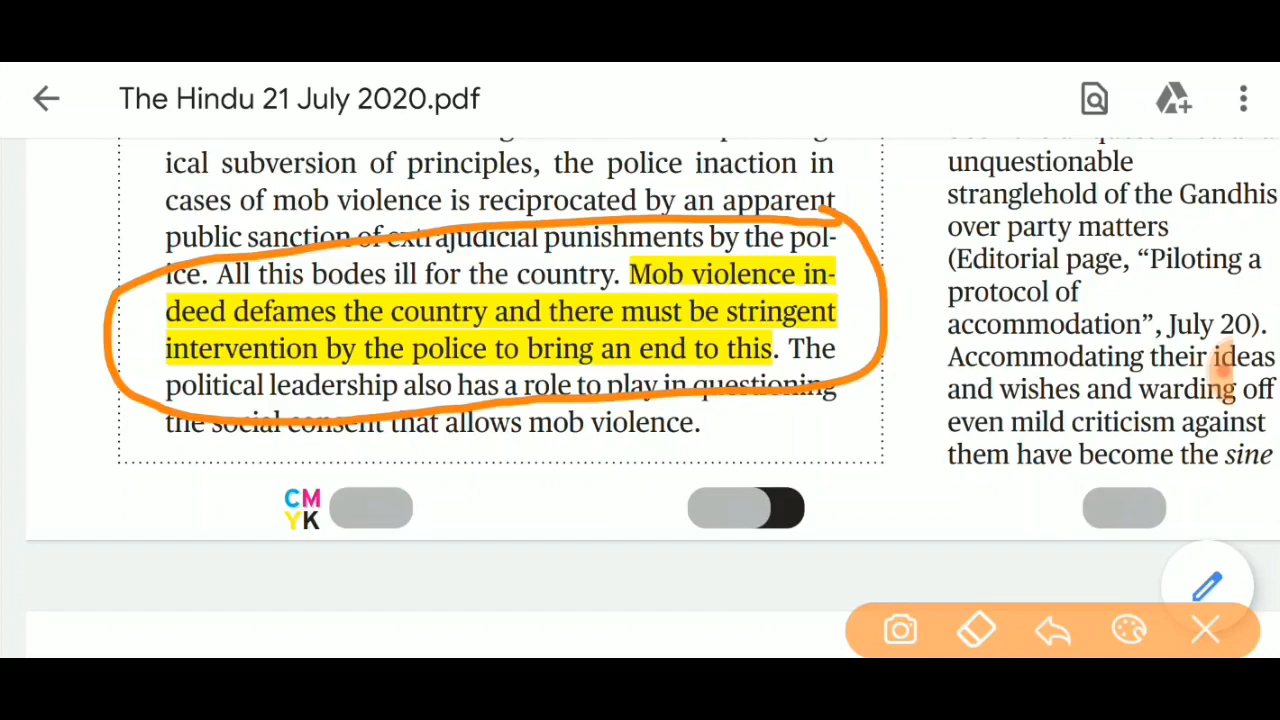 The Hindu 21 July 2020.pdf
ical subversion of principles, the police inaction in
cases of mob violence is reciprocated by an apparent
public sanction of extrajudicial punishments by the pol-
ice. All this bodes ill for the country. Mob violence in-
deed defames the country and there must be stringent
intervention by the police to bring an end to this. The
political leadership also has a role to play in questioning
the social consent that allows mob violence.
unquestionable
stranglehold of the Gandhis
over party matters
(Editorial page, “Piloting a
protocol of
accommodation”, July 20).
Accommodating their ideas
and wishes and warding off
even mild criticism against
them have become the sine
CM
YK